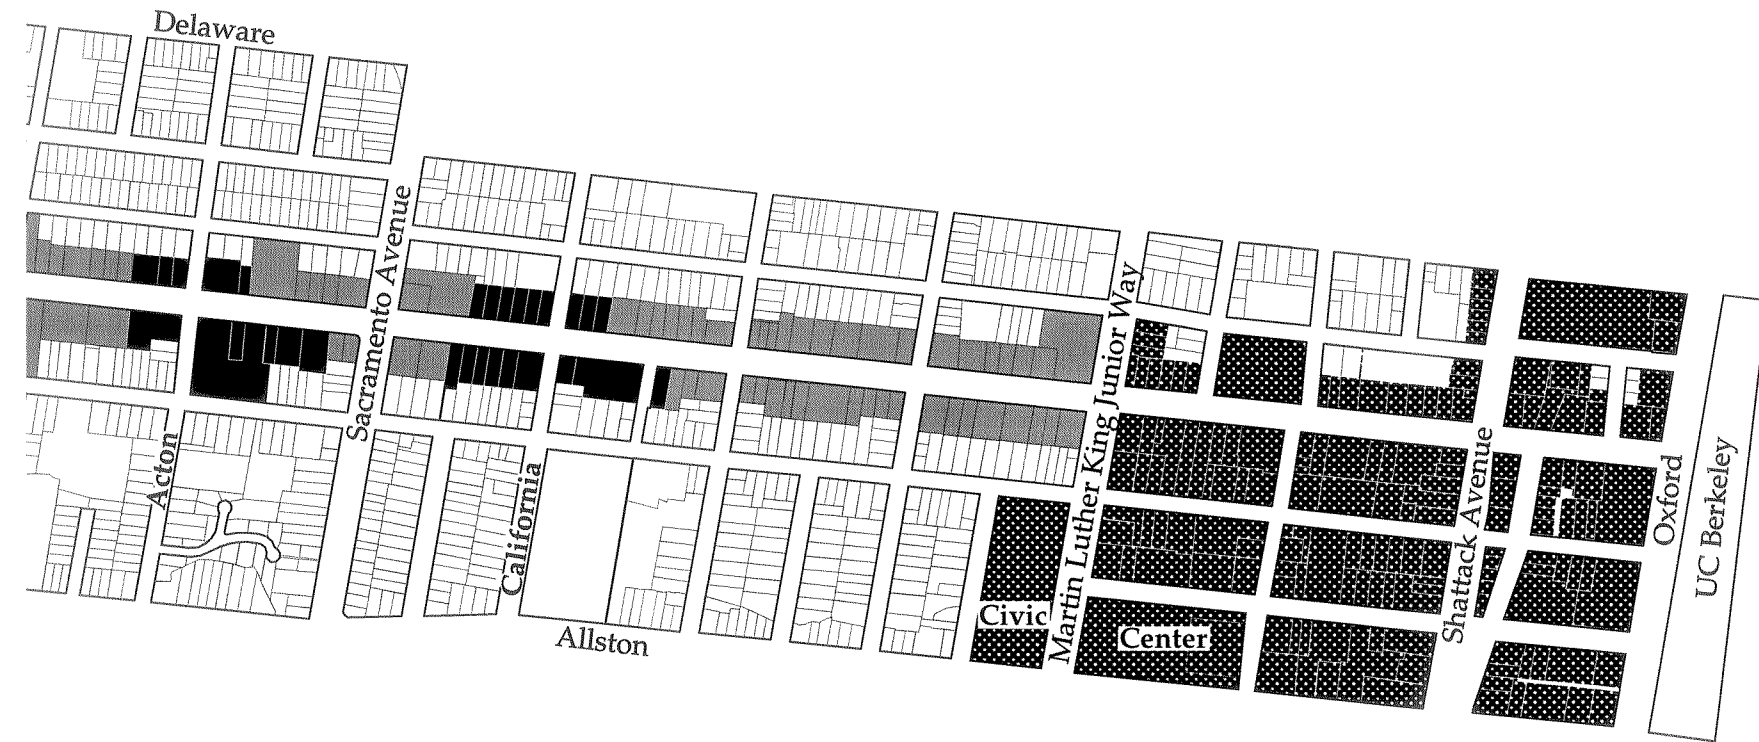 Delaware
Sacramento Avenue
Acton
California
Allston
Martin Luther King Junior Way
Civic
Center
Shattack Avenue
Oxford
UC Berkeley